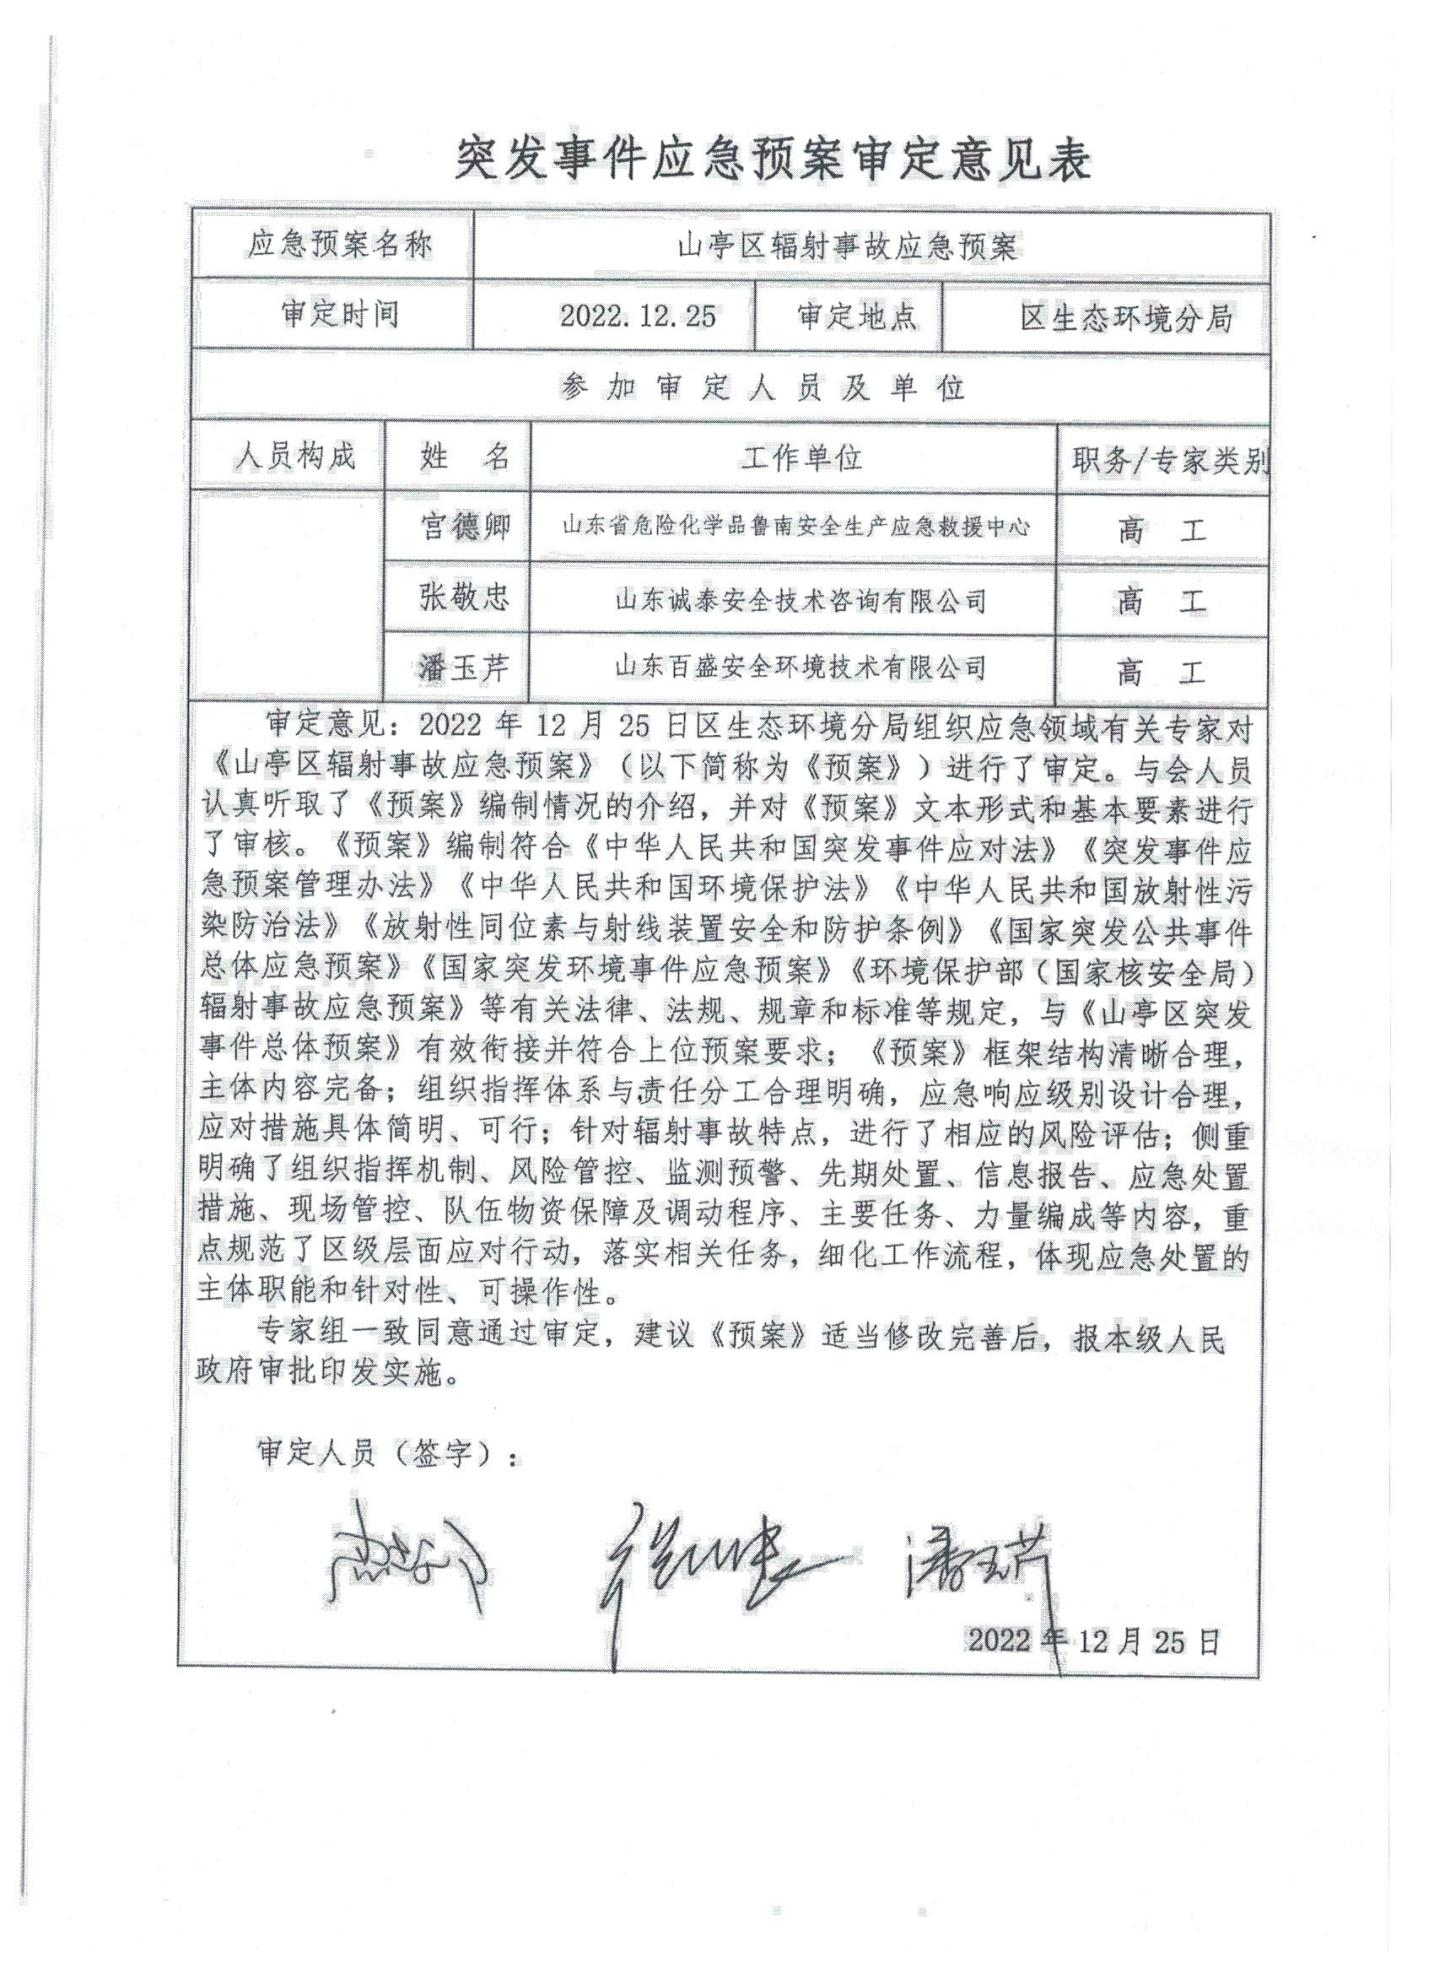 突发事件应急预案审定意见表
应急预案名称 山亭区辐射事故应急预案
审定时间 2022.12.25 审定地点 区生态环境分局
参加审定人员及单位
人员构成 姓 名 工作单位 职务/专家类别
宫德卿 山东省危险化学品鲁南安全生产应急救援中心 高 工
张敬忠 山东诚泰安全技术咨询有限公司 高 工
潘玉芹 山东百盛安全环境技术有限公司 高 工
审定意见：2022 年 12 月 25 日区生态环境分局组织应急领域有关专家对
《山亭区辐射事故应急预案》（以下简称为《预案》）进行了审定。与会人员
认真听取了《预案》编制情况的介绍，并对《预案》文本形式和基本要素进行
了审核。《预案》编制符合《中华人民共和国突发事件应对法》《突发事件应
急预案管理办法》《中华人民共和国环境保护法》《中华人民共和国放射性污
染防治法》《放射性同位素与射线装置安全和防护条例》《国家突发公共事件
总体应急预案》《国家突发环境事件应急预案》《环境保护部（国家核安全局）
辐射事故应急预案》等有关法律、法规、规章和标准等规定，与《山亭区突发
事件总体预案》有效衔接并符合上位预案要求；《预案》框架结构清晰合理，
主体内容完备；组织指挥体系与责任分工合理明确，应急响应级别设计合理，
应对措施具体简明、可行；针对辐射事故特点，进行了相应的风险评估；侧重
明确了组织指挥机制、风险管控、监测预警、先期处置、信息报告、应急处置
措施、现场管控、队伍物资保障及调动程序、主要任务、力量编成等内容，重
点规范了区级层面应对行动，落实相关任务，细化工作流程，体现应急处置的
主体职能和针对性、可操作性。
专家组一致同意通过审定，建议《预案》适当修改完善后，报本级人民
政府审批印发实施。
审定人员（签字）：
潘玉芹
2022 年 12 月 25 日